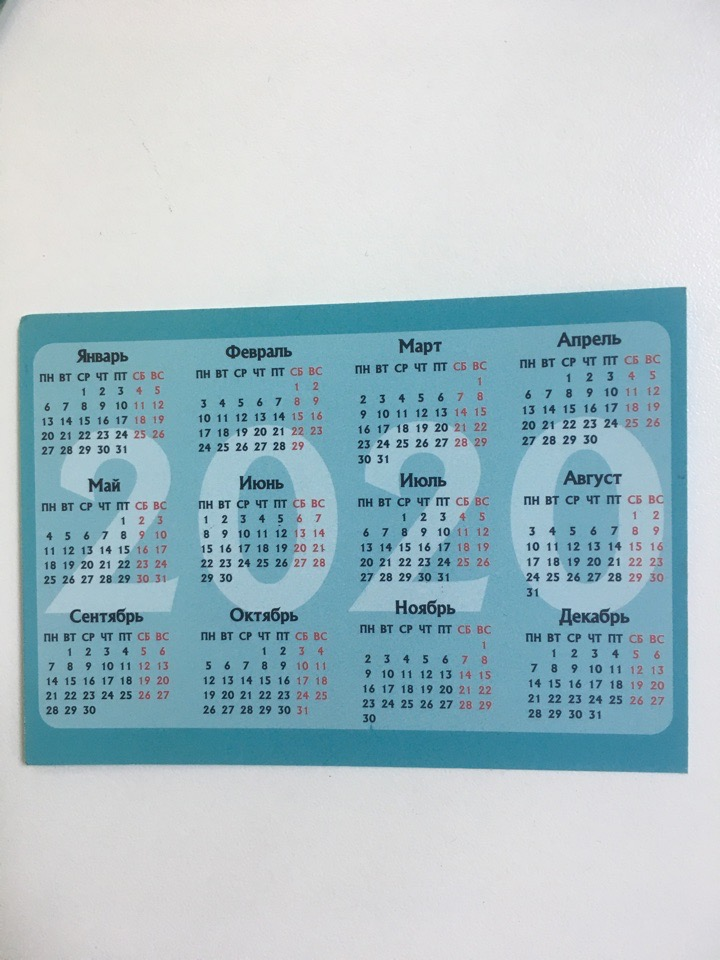 2020
Январь
ПН ВТ СР ЧТ ПТ СБ ВС
1 2 3 4 5
6 7 8 9 10 11 12
13 14 15 16 17 18 19
20 21 22 23 24 25 26
27 28 29 30 31
Февраль
ПН ВТ СР ЧТ ПТ СБ ВС
1 2
3 4 5 6 7 8 9
10 11 12 13 14 15 16
17 18 19 20 21 22 23
24 25 26 27 28 29
Март
ПН ВТ СР ЧТ ПТ СБ ВС
1
2 3 4 5 6 7 8
9 10 11 12 13 14 15
16 17 18 19 20 21 22
23 24 25 26 27 28 29
30 31
Апрель
ПН ВТ СР ЧТ ПТ СБ ВС
1 2 3 4 5
6 7 8 9 10 11 12
13 14 15 16 17 18 19
20 21 22 23 24 25 26
27 28 29 30
Май
ПН ВТ СР ЧТ ПТ СБ ВС
1 2 3
4 5 6 7 8 9 10
11 12 13 14 15 16 17
18 19 20 21 22 23 24
25 26 27 28 29 30 31
Июнь
ПН ВТ СР ЧТ ПТ СБ ВС
1 2 3 4 5 6 7
8 9 10 11 12 13 14
15 16 17 18 19 20 21
22 23 24 25 26 27 28
29 30
Июль
ПН ВТ СР ЧТ ПТ СБ ВС
1 2 3 4 5
6 7 8 9 10 11 12
13 14 15 16 17 18 19
20 21 22 23 24 25 26
27 28 29 30 31
Август
ПН ВТ СР ЧТ ПТ СБ ВС
1 2
3 4 5 6 7 8 9
10 11 12 13 14 15 16
17 18 19 20 21 22 23
24 25 26 27 28 29 30
31
Сентябрь
ПН ВТ СР ЧТ ПТ СБ ВС
1 2 3 4 5 6
7 8 9 10 11 12 13
14 15 16 17 18 19 20
21 22 23 24 25 26 27
28 29 30
Октябрь
ПН ВТ СР ЧТ ПТ СБ ВС
1 2 3 4
5 6 7 8 9 10 11
12 13 14 15 16 17 18
19 20 21 22 23 24 25
26 27 28 29 30 31
Ноябрь
ПН ВТ СР ЧТ ПТ СБ ВС
1
2 3 4 5 6 7 8
9 10 11 12 13 14 15
16 17 18 19 20 21 22
23 24 25 26 27 28 29
30
Декабрь
ПН ВТ СР ЧТ ПТ СБ ВС
1 2 3 4 5 6
7 8 9 10 11 12 13
14 15 16 17 18 19 20
21 22 23 24 25 26 27
28 29 30 31